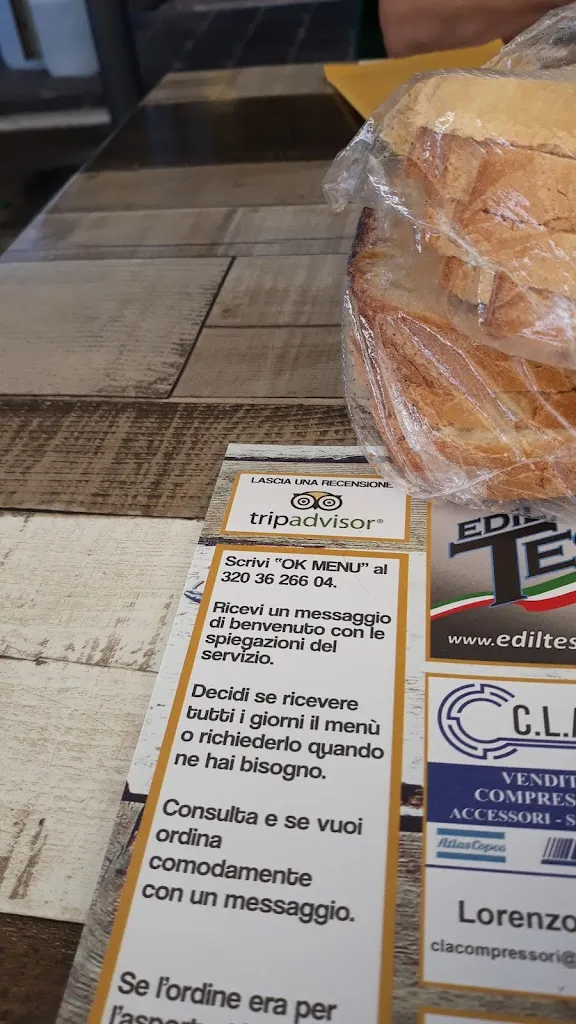 LASCIA UNA RECENSIONE
tripadvisor®
Scrivi "OK MENU" al
320 36 266 04.
Ricevi un messaggio
di benvenuto con le
spiegazioni del
servizio.
Decidi se ricevere
tutti i giorni il menù
o richiederlo quando
ne hai bisogno.
Consulta e se vuoi
ordina
comodamente
con un messaggio.
Se l'ordine era per
EDIL
www.ediltes
C.L.A
VENDIT
COMPRES
ACCESSORI - S
Atlas Copco
Lorenzo
clacompressori@